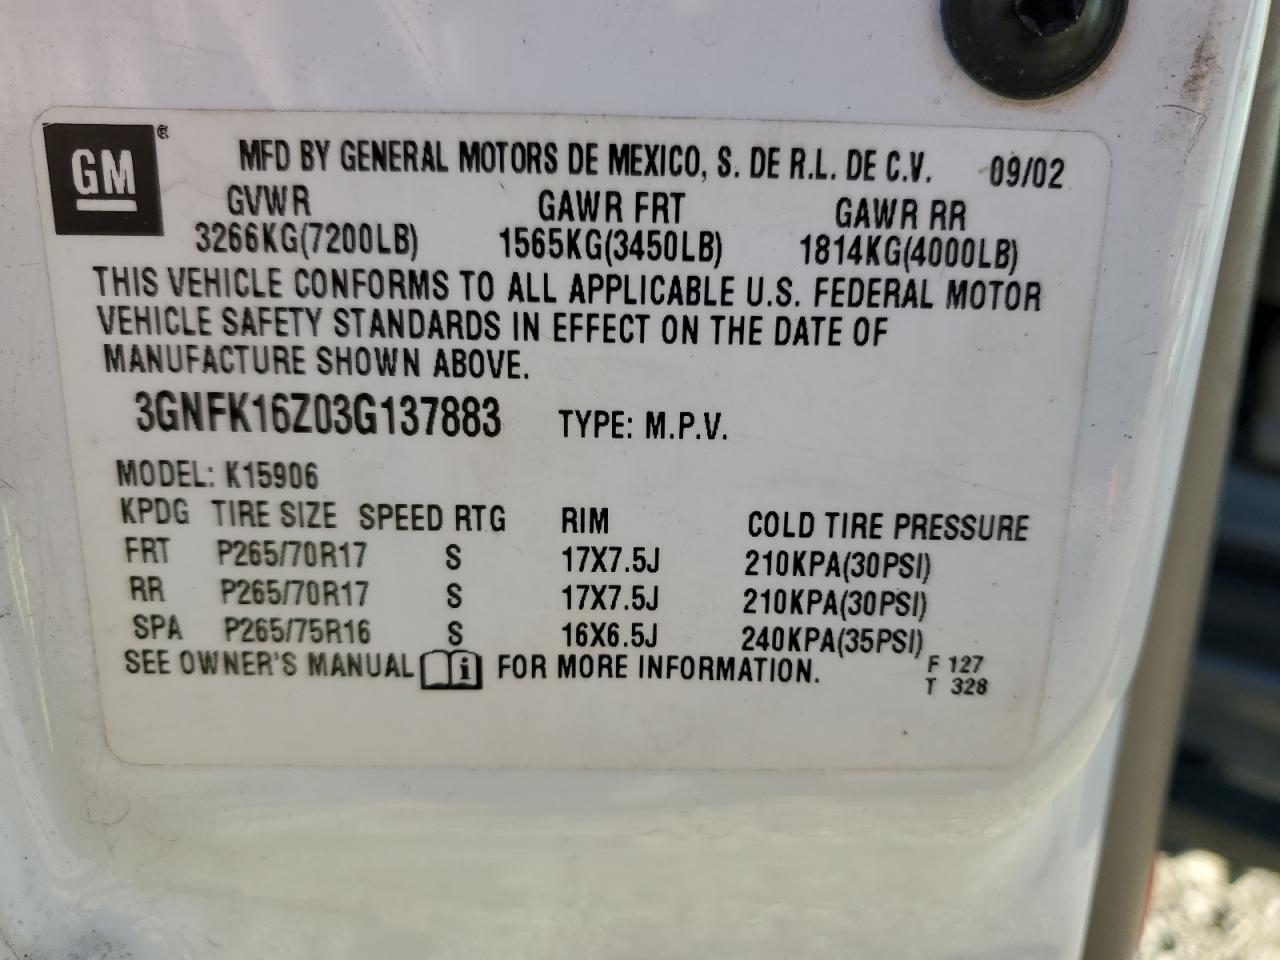 GM ®
MFD BY GENERAL MOTORS DE MEXICO, S. DE R.L. DE C.V. 09/02
GVWR GAWR FRT GAWR RR
3266KG(7200LB) 1565KG(3450LB) 1814KG(4000LB)
THIS VEHICLE CONFORMS TO ALL APPLICABLE U.S. FEDERAL MOTOR
VEHICLE SAFETY STANDARDS IN EFFECT ON THE DATE OF
MANUFACTURE SHOWN ABOVE.
3GNFK16Z03G137883 TYPE: M.P.V.
MODEL: K15906
KPDG TIRE SIZE SPEED RTG RIM COLD TIRE PRESSURE
FRT P265/70R17 S 17X7.5J 210KPA(30PSI)
RR P265/70R17 S 17X7.5J 210KPA(30PSI)
SPA P265/75R16 S 16X6.5J 240KPA(35PSI)
SEE OWNER'S MANUAL i FOR MORE INFORMATION. F 127
T 328